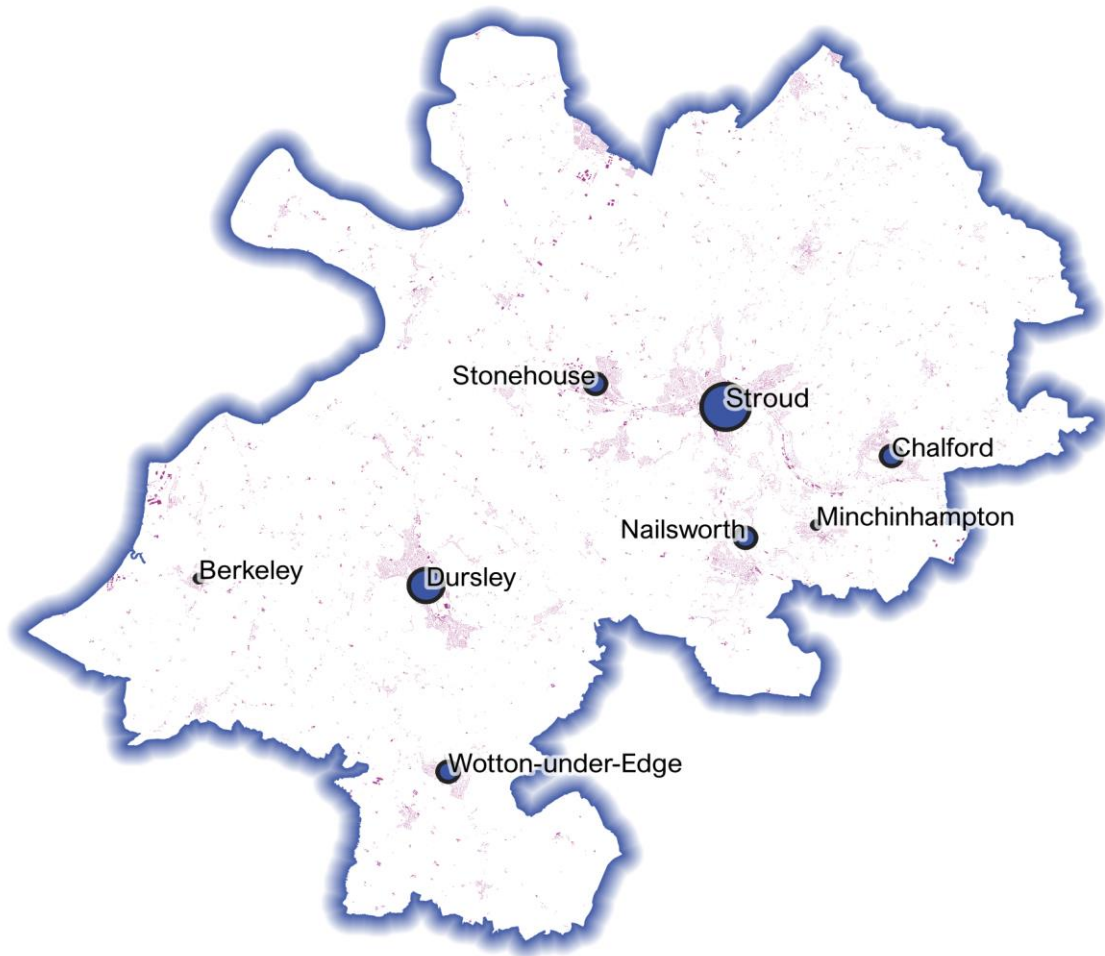 Stonehouse
Stroud
Chalford
Minchinhampton
Nailsworth
Berkeley
Dursley
Wotton-under-Edge